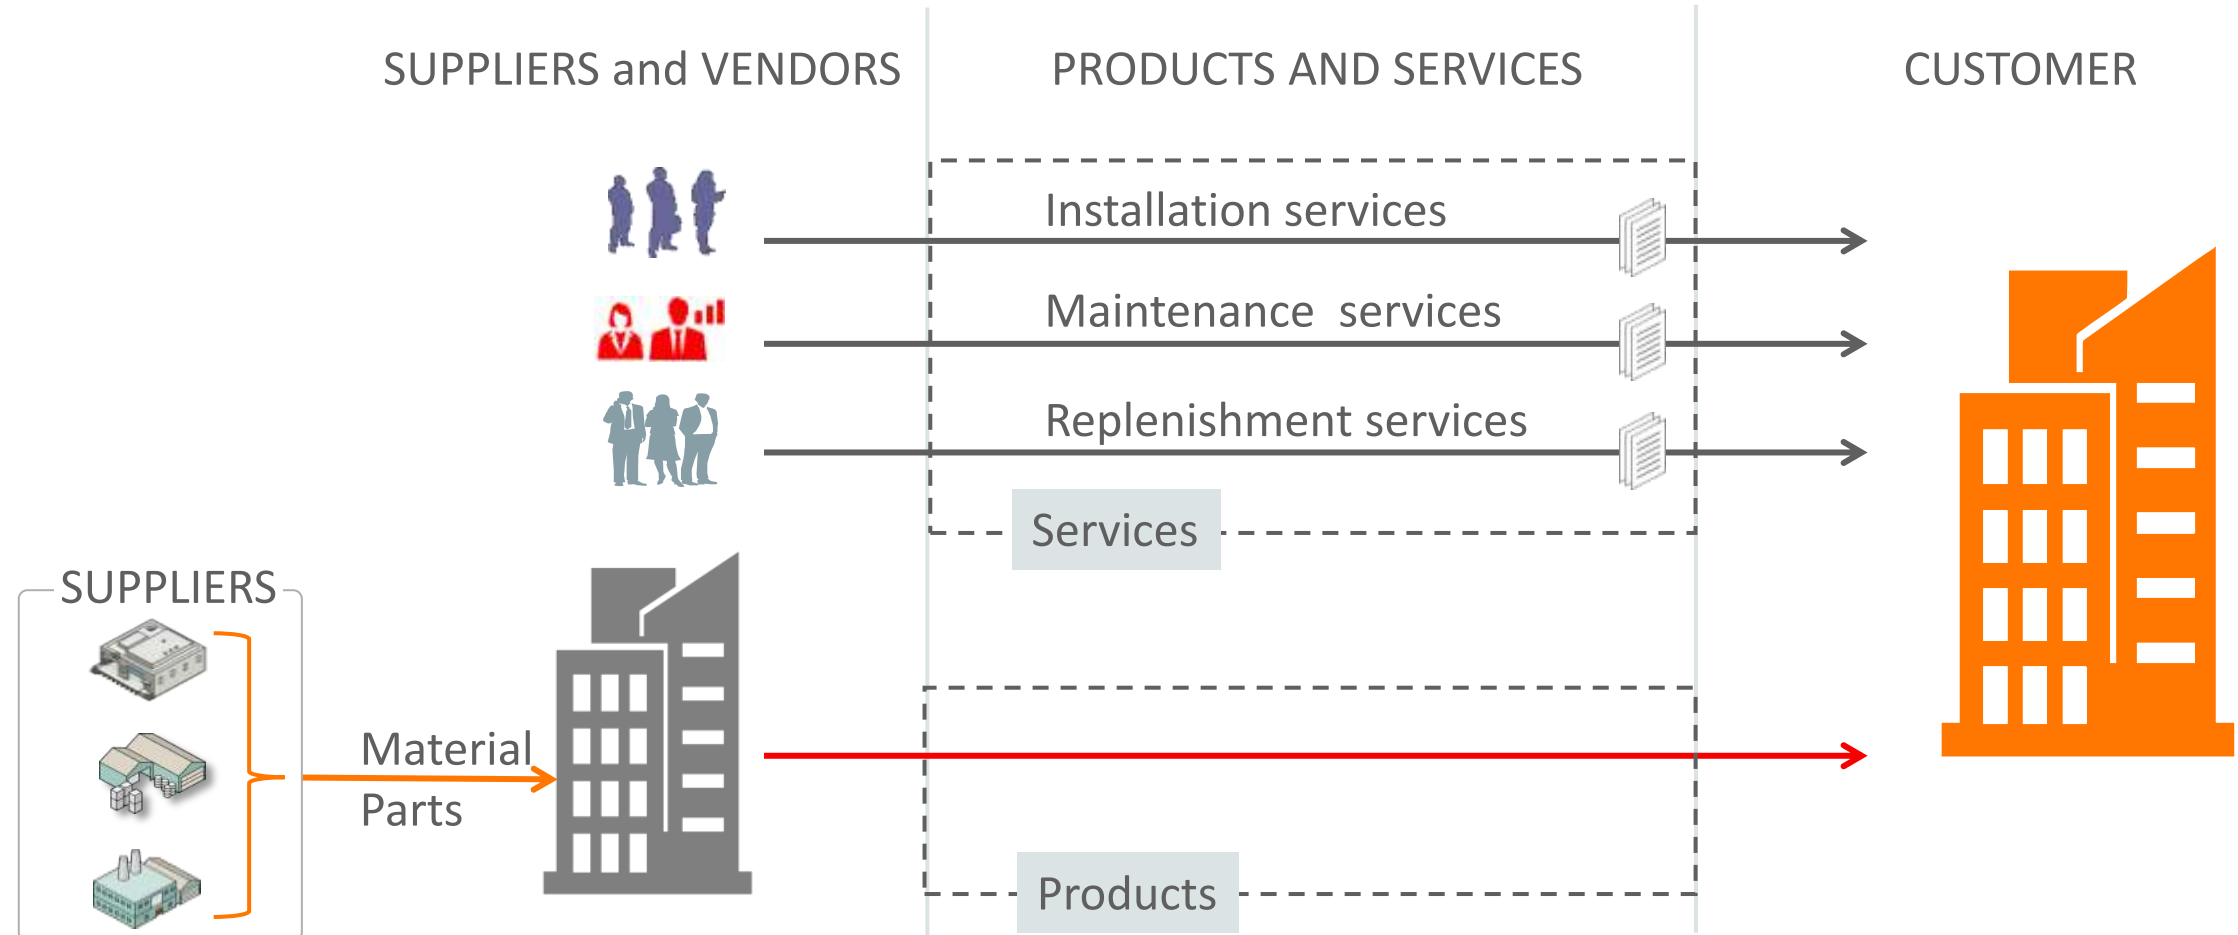 SUPPLIERS and VENDORS
PRODUCTS AND SERVICES
CUSTOMER
Installation services
Maintenance  services
Replenishment services
Services
SUPPLIERS
Material
Parts
Products